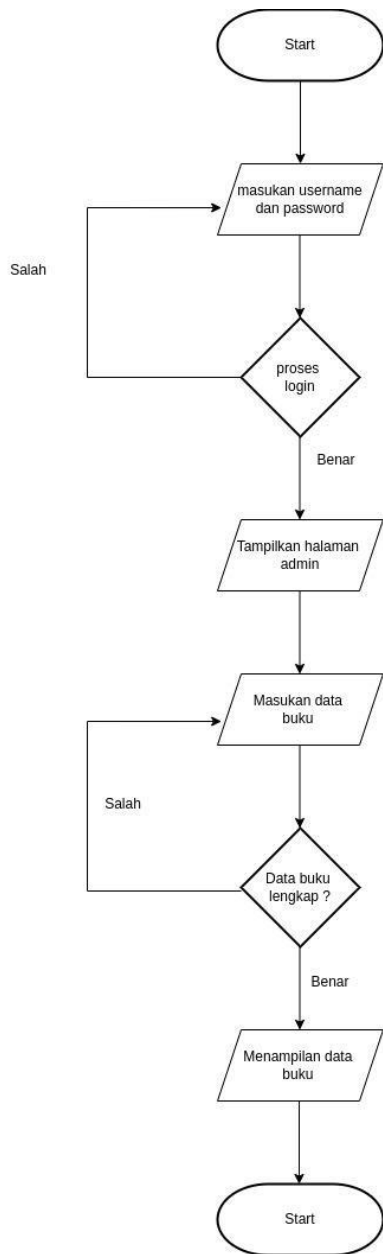 Start
masukan username
dan password
Salah
proses
login
Benar
Tampilkan halaman
admin
Masukan data
buku
Salah
Data buku
lengkap ?
Benar
Menampilan data
buku
Start